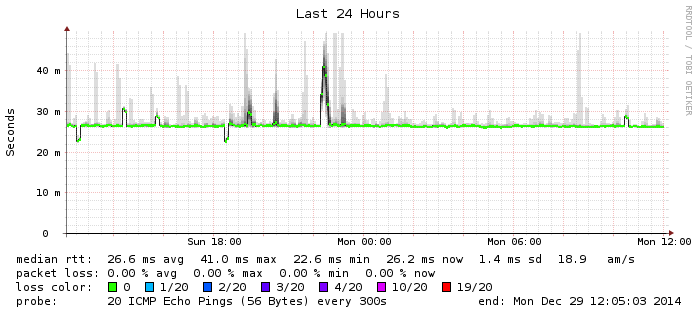 Last 24 Hours
RRDTOOL / TOBI OETIKER
Seconds
40 m
30 m
20 m
10 m
0
Sun 18:00 Mon 00:00 Mon 06:00 Mon 12:00
median rtt: 26.6 ms avg 41.0 ms max 22.6 ms min 26.2 ms now 1.4 ms sd 18.9 am/s
packet loss: 0.00 % avg 0.00 % max 0.00 % min 0.00 % now
loss color: 0 1/20 2/20 3/20 4/20 10/20 19/20
probe: 20 ICMP Echo Pings (56 Bytes) every 300s end: Mon Dec 29 12:05:03 2014